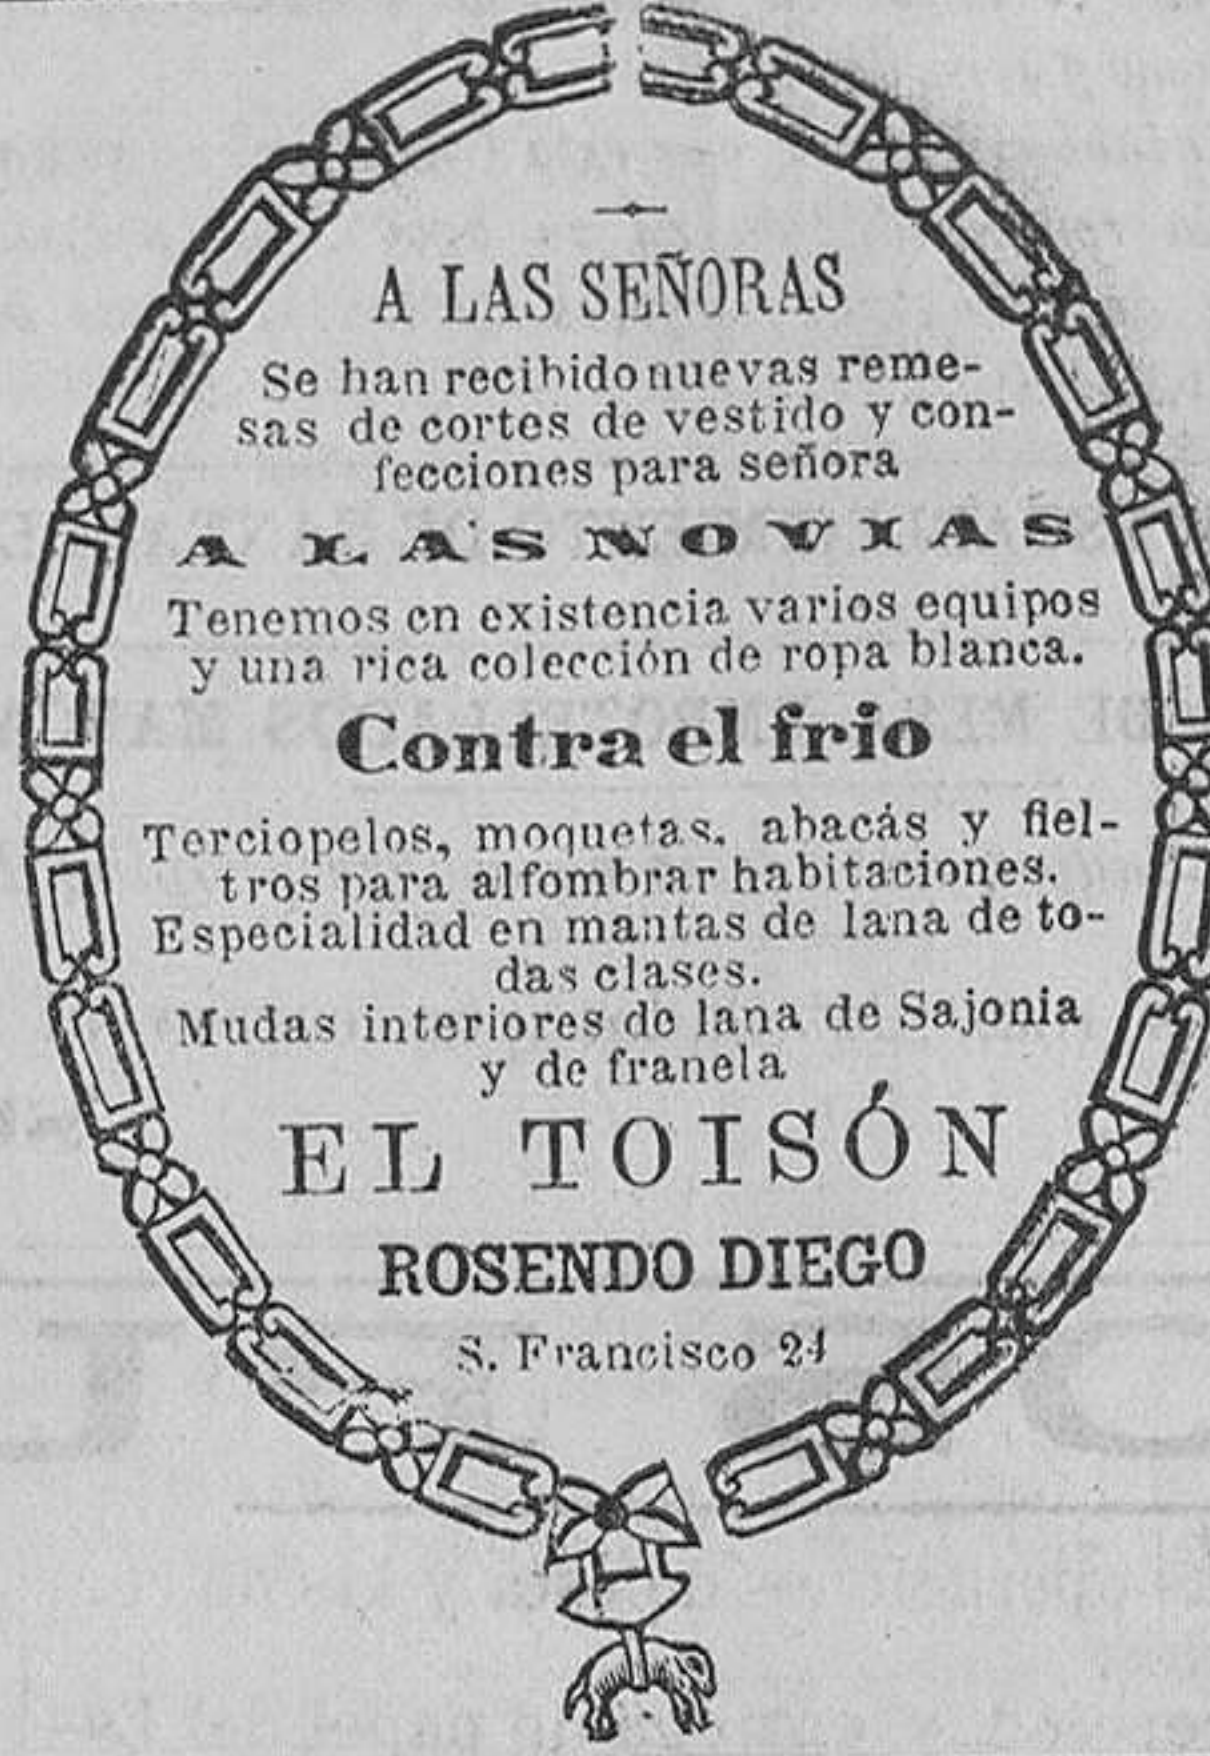 A LAS SEÑORAS
Se han recibido nuevas reme-
sas de cortes de vestido y con-
fecciones para señora
A LAS NOVIAS
Tenemos en existencia varios equipos
y una rica colección de ropa blanca.
Contra el frio
Terciopelos, moquetas, abacás y fiel-
tros para alfombrar habitaciones.
Especialidad en mantas de lana de to-
das clases.
Mudas interiores de lana de Sajonia
y de franela
EL TOISÓN
ROSENDO DIEGO
S. Francisco 24